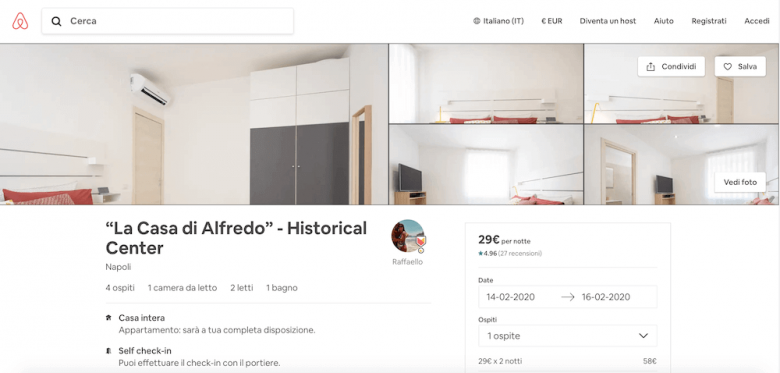 Cerca
Italiano (IT) € EUR Diventa un host Aiuto Registrati Accedi
Condividi Salva
Vedi foto
“La Casa di Alfredo” - Historical
Center
Napoli
Raffaello
4 ospiti 1 camera da letto 2 letti 1 bagno
Casa intera
Appartamento: sarà a tua completa disposizione.
Self check-in
Puoi effettuare il check-in con il portiere.
29€ per notte
4.96 (27 recensioni)
Date
14-02-2020 16-02-2020
Ospiti
1 ospite
29€ x 2 notti 58€